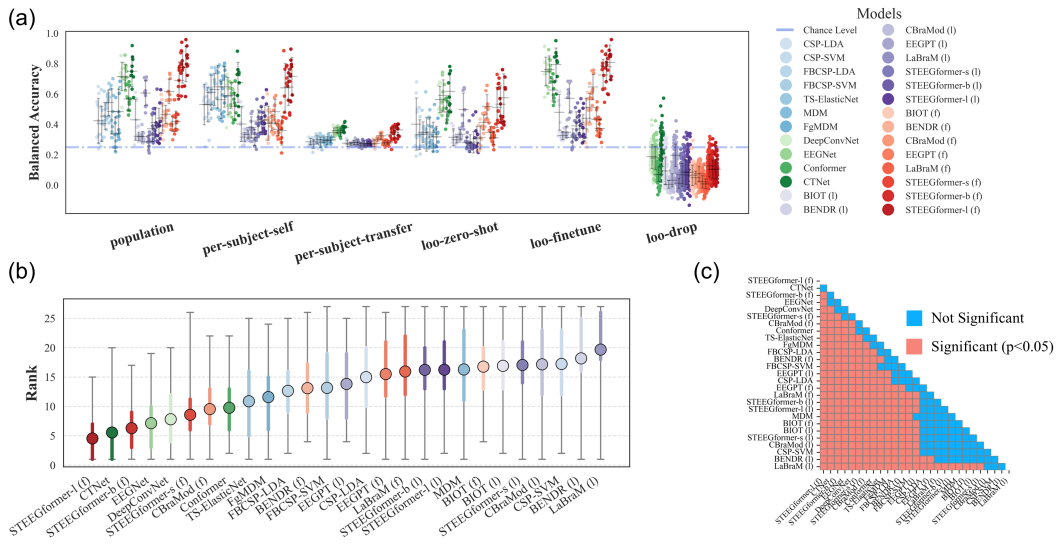 (a)
Balanced Accuracy
1.0
0.8
0.6
0.4
0.2
0.0
population
per-subject-self
per-subject-transfer
loo-zero-shot
loo-finetune
loo-drop
Models
Chance Level
CSP-LDA
CSP-SVM
FBCSP-LDA
FBCSP-SVM
TS-ElasticNet
MDM
FgMDM
DeepConvNet
EEGNet
Conformer
CTNet
BIOT (l)
BENDR (l)
CBraMod (l)
EEGPT (l)
LaBraM (l)
STEEGformer-s (l)
STEEGformer-b (l)
STEEGformer-l (l)
BIOT (f)
BENDR (f)
CBraMod (f)
EEGPT (f)
LaBraM (f)
STEEGformer-s (f)
STEEGformer-b (f)
STEEGformer-l (f)
(b)
Rank
25
20
15
10
5
0
STEEGformer-l (f)
CTNet
STEEGformer-b (f)
EEGNet
DeepConvNet
STEEGformer-s (f)
CBraMod (f)
Conformer
TS-ElasticNet
FgMDM
FBCSP-LDA
BENDR (f)
FBCSP-SVM
EEGPT (l)
CSP-LDA
EEGPT (f)
LaBraM (f)
STEEGformer-b (l)
STEEGformer-l (l)
MDM
BIOT (f)
BIOT (l)
STEEGformer-s (l)
CBraMod (l)
CSP-SVM
BENDR (l)
LaBraM (l)
(c)
Not Significant
Significant (p<0.05)
STEEGformer-l (f)
CTNet
STEEGformer-b (f)
EEGNet
DeepConvNet
STEEGformer-s (f)
CBraMod (f)
Conformer
TS-ElasticNet
FgMDM
FBCSP-LDA
BENDR (f)
FBCSP-SVM
EEGPT (l)
CSP-LDA
EEGPT (f)
LaBraM (f)
STEEGformer-b (l)
STEEGformer-l (l)
MDM
BIOT (f)
BIOT (l)
STEEGformer-s (l)
CBraMod (l)
CSP-SVM
BENDR (l)
LaBraM (l)
STEEGformer-l (f)